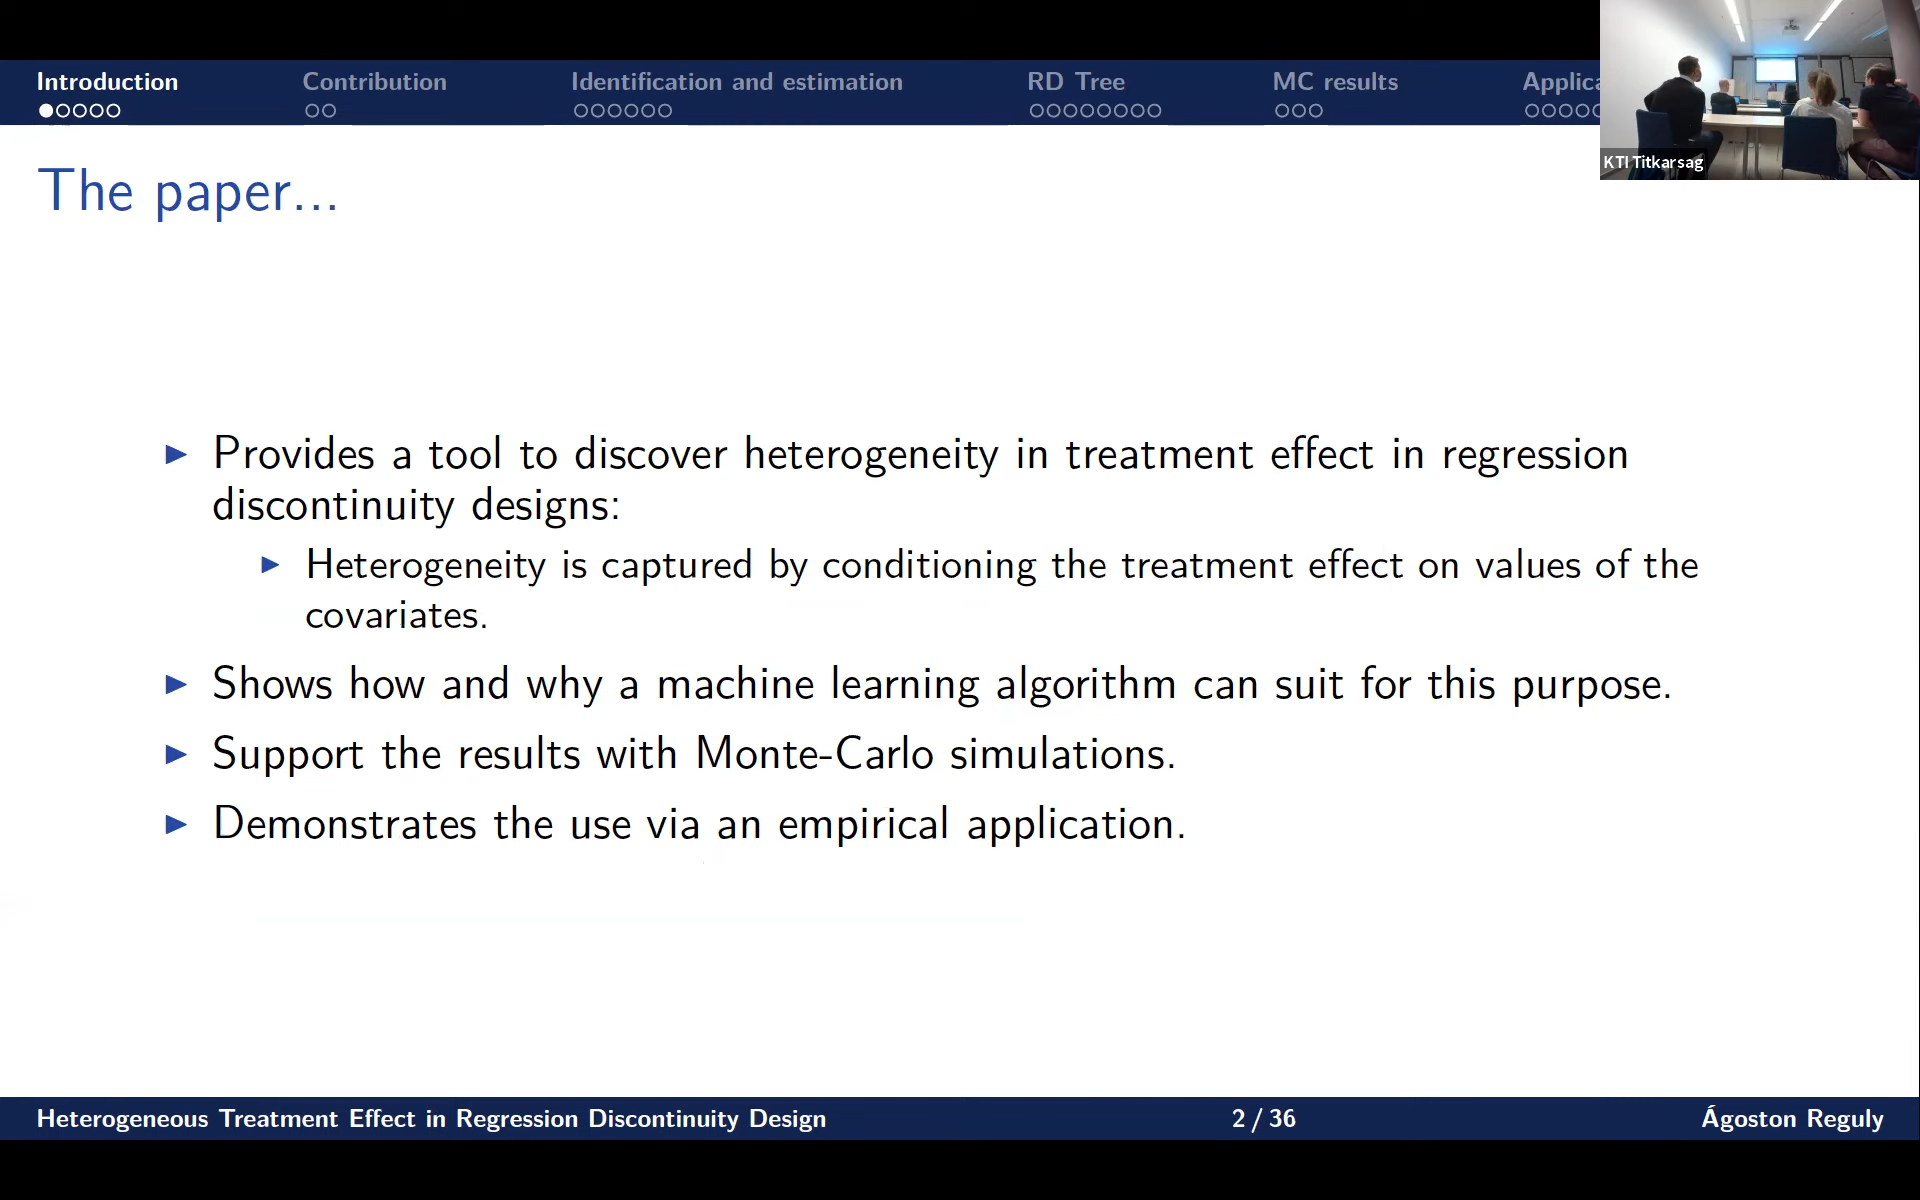 Introduction Contribution Identification and estimation RD Tree MC results Applica
KTI Titkarsag
The paper...
Provides a tool to discover heterogeneity in treatment effect in regression
discontinuity designs:
Heterogeneity is captured by conditioning the treatment effect on values of the
covariates.
Shows how and why a machine learning algorithm can suit for this purpose.
Support the results with Monte-Carlo simulations.
Demonstrates the use via an empirical application.
Heterogeneous Treatment Effect in Regression Discontinuity Design 2 / 36 Ágoston Reguly